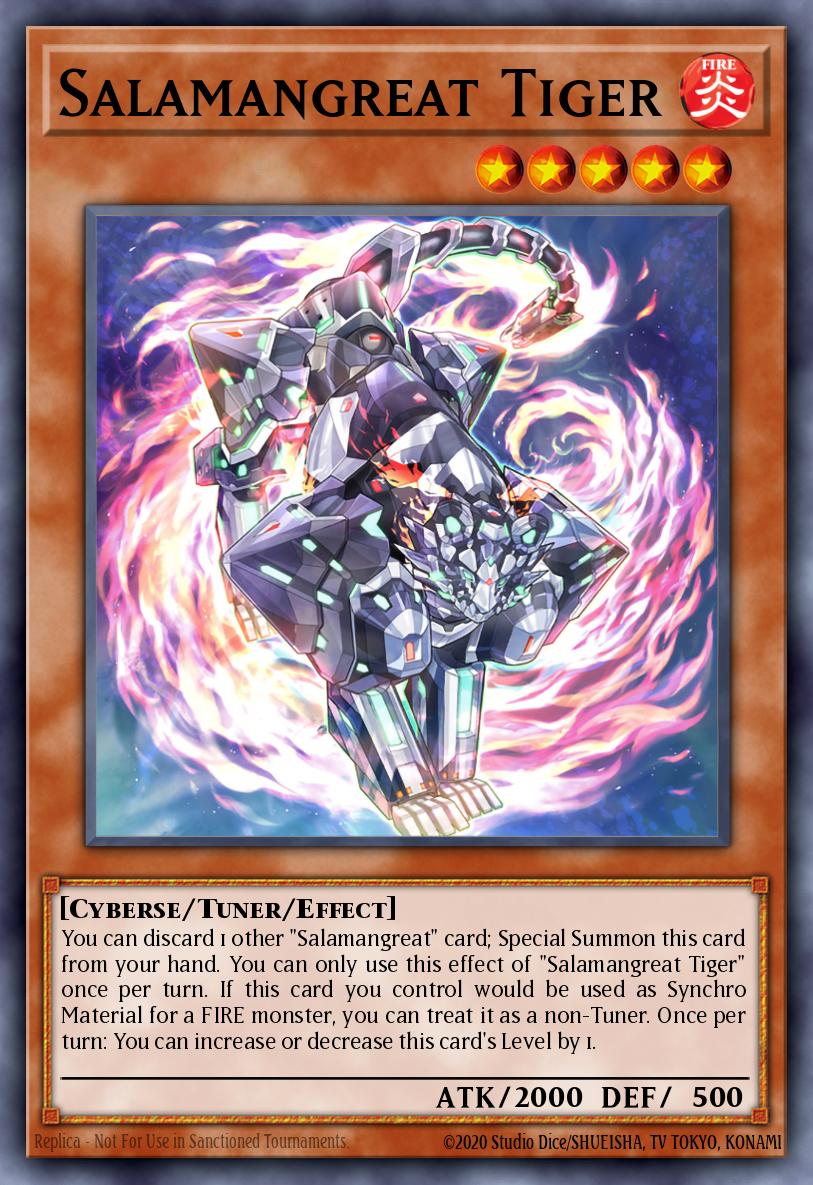 Salamangreat Tiger
FIRE
炎
[Cyberse/Tuner/Effect]
You can discard 1 other "Salamangreat" card; Special Summon this card
from your hand. You can only use this effect of "Salamangreat Tiger"
once per turn. If this card you control would be used as Synchro
Material for a FIRE monster, you can treat it as a non-Tuner. Once per
turn: You can increase or decrease this card's Level by 1.
ATK/2000 DEF/ 500
Replica - Not For Use in Sanctioned Tournaments.
©2020 Studio Dice/SHUEISHA, TV TOKYO, KONAMI